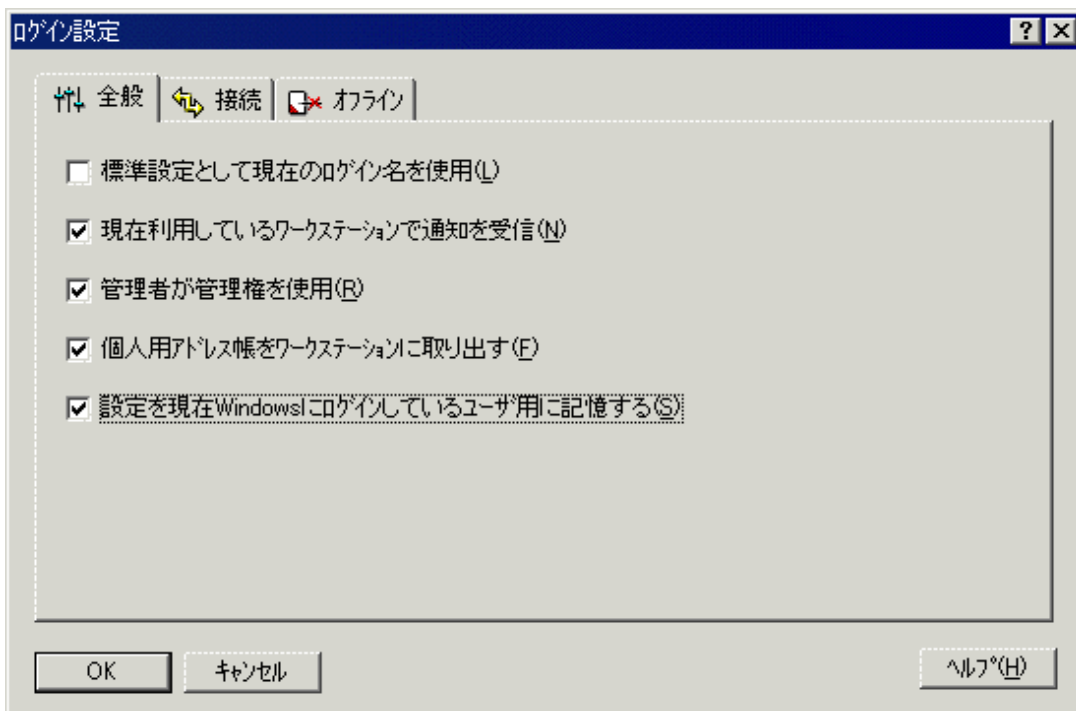 ログイン設定
全般 接続 オフライン
標準設定として現在のログイン名を使用(L)
現在利用しているワークステーションで通知を受信(N)
管理者が管理権を使用(R)
個人用アドレス帳をワークステーションに取り出す(F)
設定を現在Windowsにログインしているユーザ用に記憶する(S)
OK キャンセル ヘルプ(H)